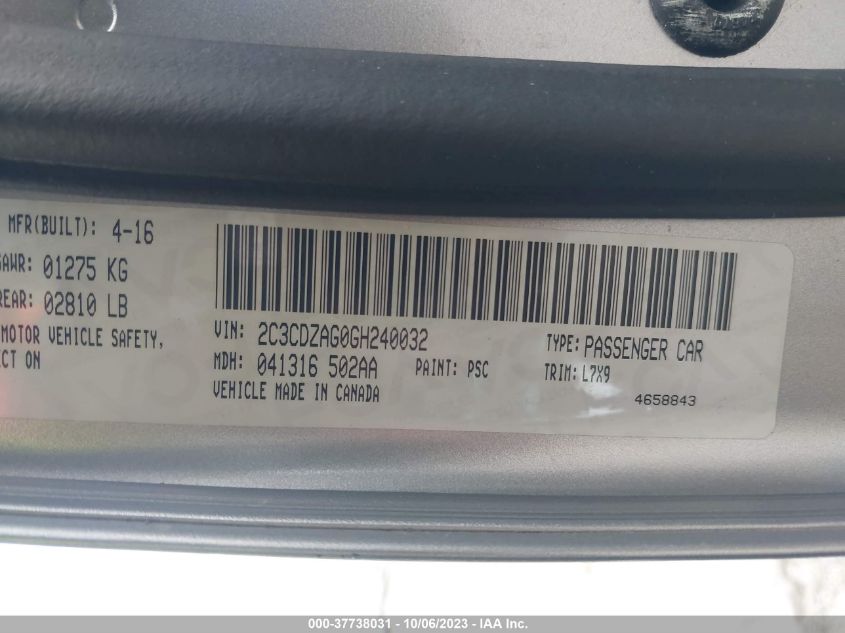 MFR(BUILT): 4-16
GAWR: 01275 KG
REAR: 02810 LB
MOTOR VEHICLE SAFETY,
ECT ON
VIN: 2C3CDZAG0GH240032
TYPE: PASSENGER CAR
MDH: 041316 502AA
PAINT: PSC
TRIM: L7X9
VEHICLE MADE IN CANADA
4658843
000-37738031 - 10/06/2023 - IAA Inc.